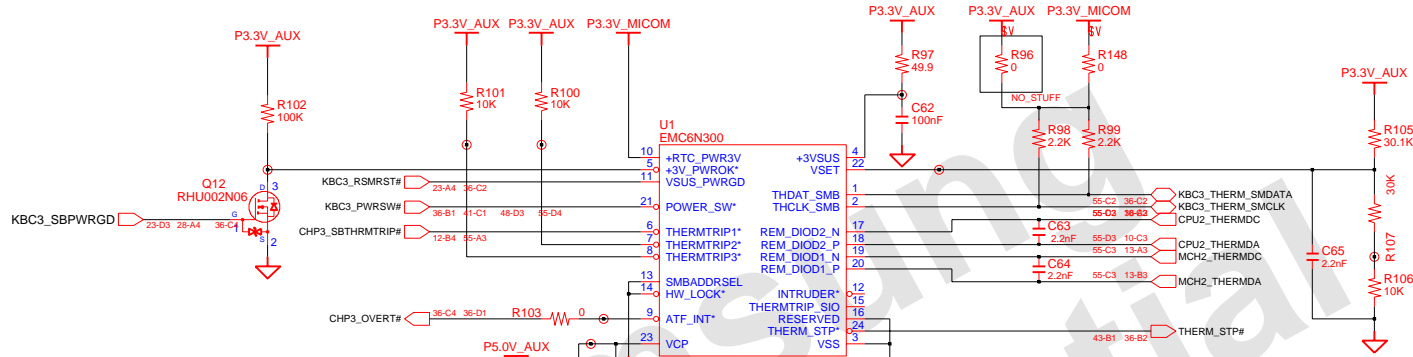 P3.3V_AUX
P3.3V_AUX
P3.3V_AUX
P3.3V_MICOM
P3.3V_AUX
P3.3V_AUX
P3.3V_MICOM
P3.3V_AUX
R102
100K
R101
10K
R100
10K
R97
49.9
C62
100nF
SV
R96
0
NO_STUFF
SV
R148
0
R98
2.2K
R99
2.2K
R105
30.1K
30K
R107
R106
10K
C65
2.2nF
U1
EMC6N300
10 +RTC_PWR3V
5 +3V_PWROK*
11 VSUS_PWRGD
21 POWER_SW*
6 THERMTRIP1*
7 THERMTRIP2*
8 THERMTRIP3*
13 SMBADDRSEL
14 HW_LOCK*
9 ATF_INT*
23 VCP
+3VSUS 4
VSET 22
THDAT_SMB 1
THCLK_SMB 2
REM_DIOD2_N 17
REM_DIOD2_P 18
REM_DIOD1_N 19
REM_DIOD1_P 20
INTRUDER* 12
THERMTRIP_SIO 15
RESERVED 16
THERM_STP* 24
VSS 3
Q12
RHU002N06
D 3
G 1
S 2
KBC3_SBPWRGD
23-D3 28-A4 36-C4
KBC3_RSMRST#
23-A4 36-C2
KBC3_PWRSW#
36-B1 41-C1 48-D3 55-D4
CHP3_SBTHRMTRIP#
12-B4 55-A3
CHP3_OVERT#
36-C4 36-D1
R103 0
P5.0V_AUX
KBC3_THERM_SMDATA
55-C2 36-C2
KBC3_THERM_SMCLK
55-D2
C63
2.2nF
CPU2_THERMDC
CPU2_THERMDA
55-D3 10-C3
C64
2.2nF
MCH2_THERMDC
55-C3 13-A3
MCH2_THERMDA
55-C3 13-B3
THERM_STP#
43-B1 36-B2